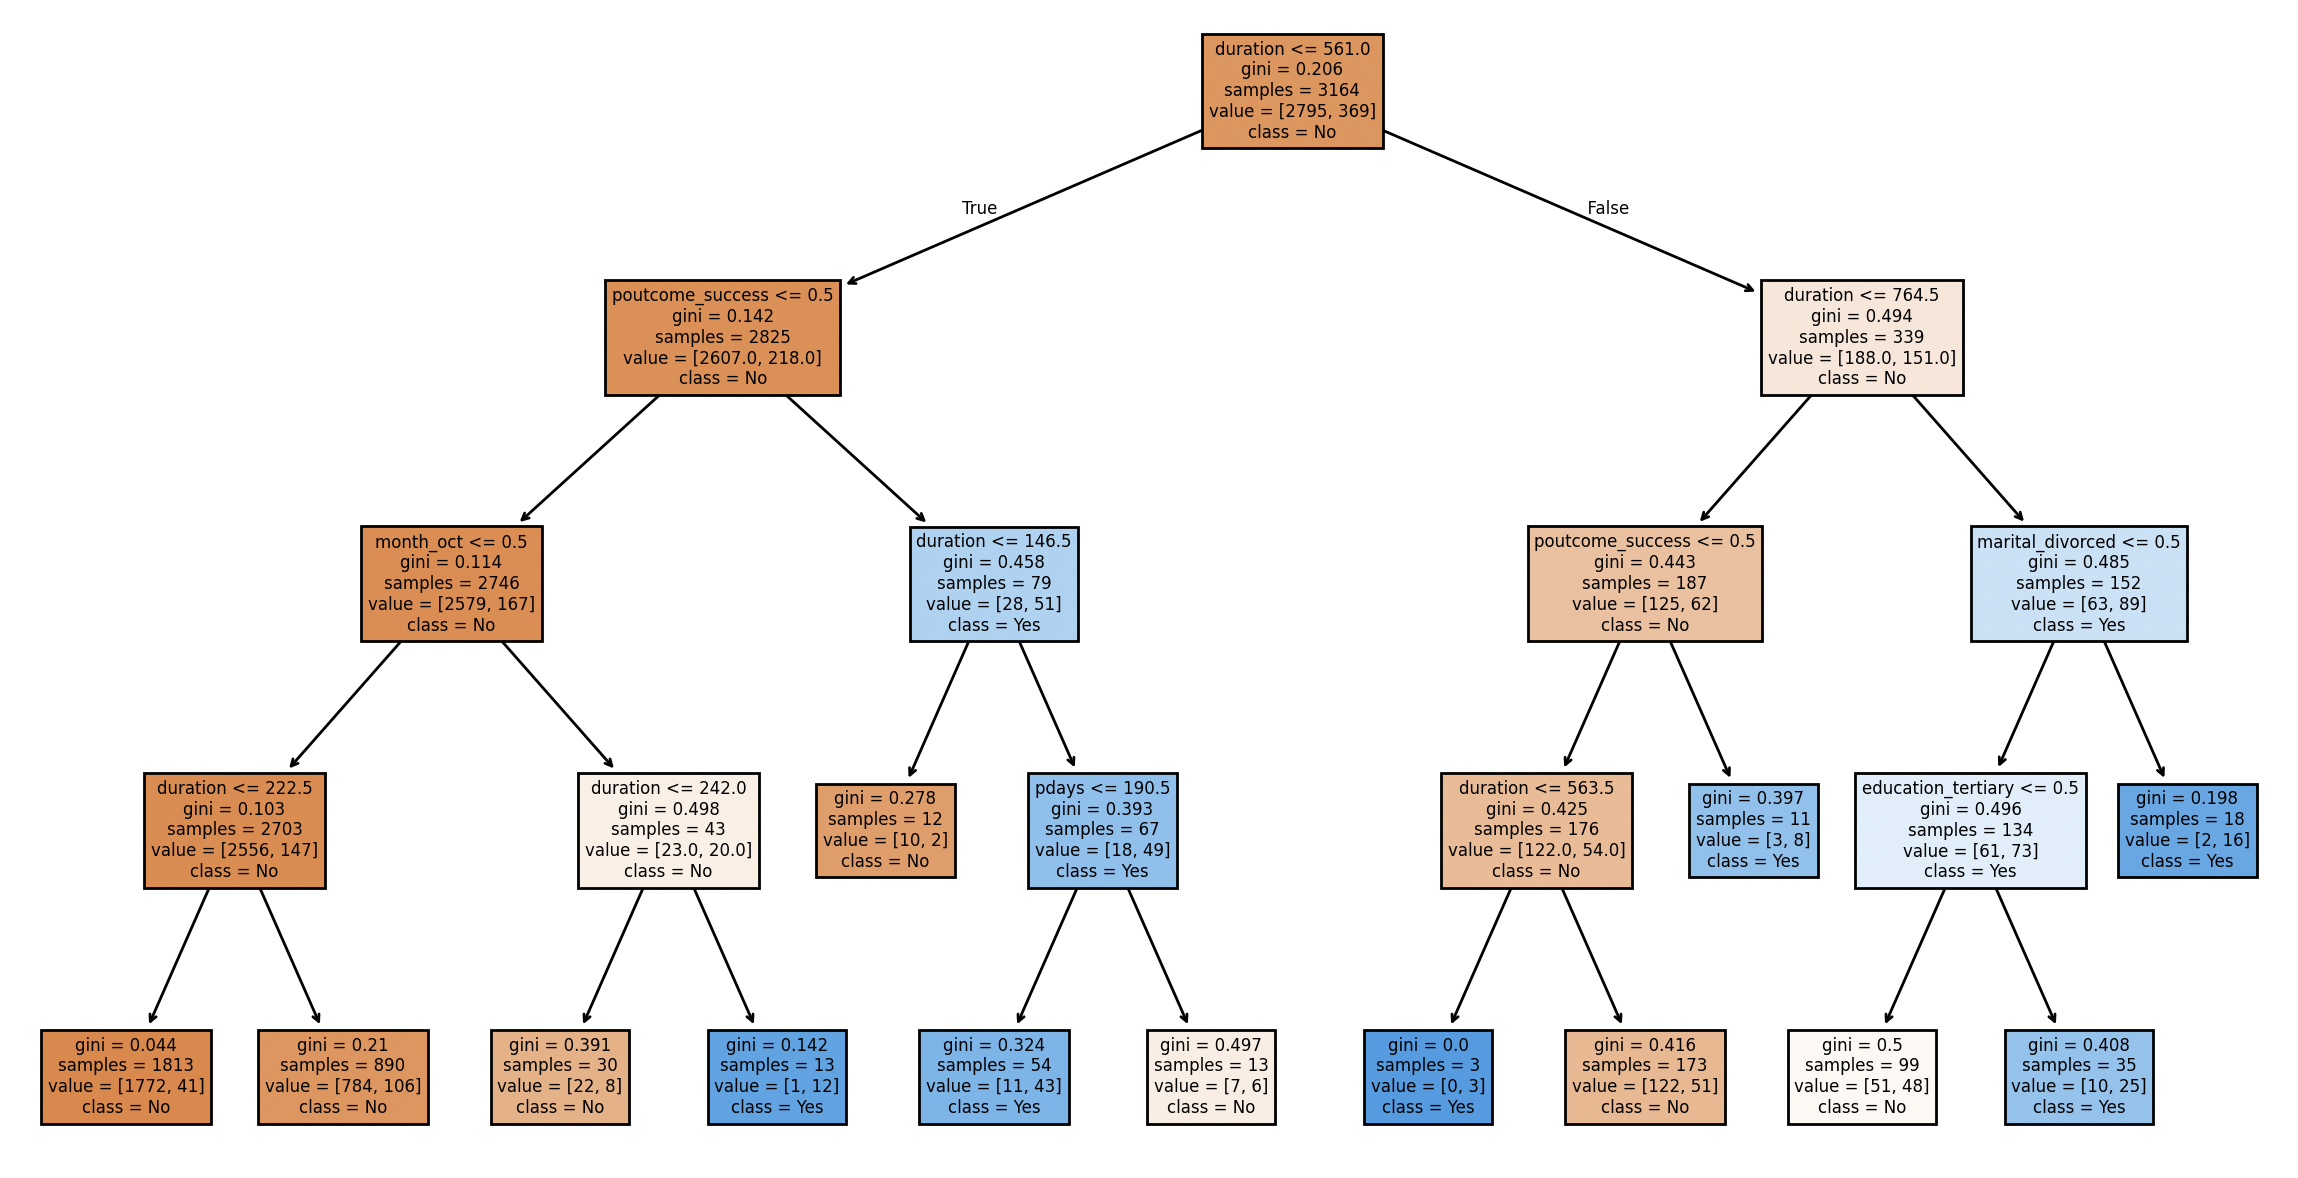 duration <= 561.0
gini = 0.206
samples = 3164
value = [2795, 369]
class = No
True
False
poutcome_success <= 0.5
gini = 0.142
samples = 2825
value = [2607.0, 218.0]
class = No
duration <= 764.5
gini = 0.494
samples = 339
value = [188.0, 151.0]
class = No
month_oct <= 0.5
gini = 0.114
samples = 2746
value = [2579, 167]
class = No
duration <= 146.5
gini = 0.458
samples = 79
value = [28, 51]
class = Yes
poutcome_success <= 0.5
gini = 0.443
samples = 187
value = [125, 62]
class = No
marital_divorced <= 0.5
gini = 0.485
samples = 152
value = [63, 89]
class = Yes
duration <= 222.5
gini = 0.103
samples = 2703
value = [2556, 147]
class = No
duration <= 242.0
gini = 0.498
samples = 43
value = [23.0, 20.0]
class = No
gini = 0.278
samples = 12
value = [10, 2]
class = No
pdays <= 190.5
gini = 0.393
samples = 67
value = [18, 49]
class = Yes
duration <= 563.5
gini = 0.425
samples = 176
value = [122.0, 54.0]
class = No
gini = 0.397
samples = 11
value = [3, 8]
class = Yes
education_tertiary <= 0.5
gini = 0.496
samples = 134
value = [61, 73]
class = Yes
gini = 0.198
samples = 18
value = [2, 16]
class = Yes
gini = 0.044
samples = 1813
value = [1772, 41]
class = No
gini = 0.21
samples = 890
value = [784, 106]
class = No
gini = 0.391
samples = 30
value = [22, 8]
class = No
gini = 0.142
samples = 13
value = [1, 12]
class = Yes
gini = 0.324
samples = 54
value = [11, 43]
class = Yes
gini = 0.497
samples = 13
value = [7, 6]
class = No
gini = 0.0
samples = 3
value = [0, 3]
class = Yes
gini = 0.416
samples = 173
value = [122, 51]
class = No
gini = 0.5
samples = 99
value = [51, 48]
class = No
gini = 0.408
samples = 35
value = [10, 25]
class = Yes